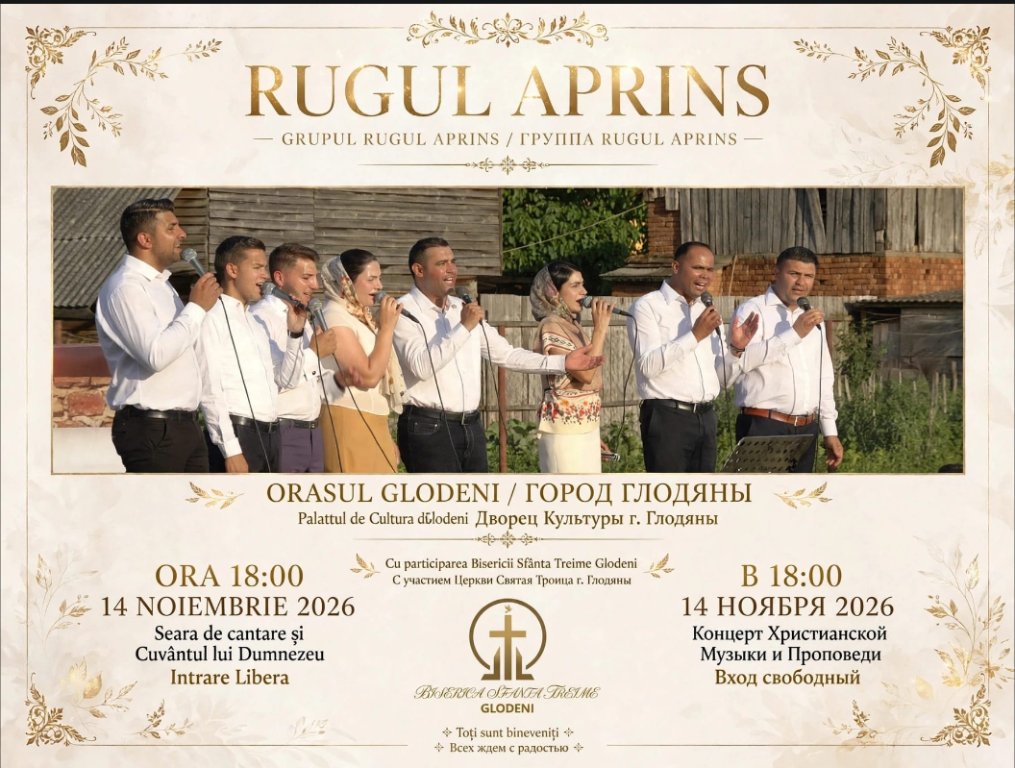 RUGUL APRINS
GRUPUL RUGUL APRINS / ГРУППА RUGUL APRINS
ORASUL GLODENI / ГОРОД ГЛОДЯНЫ
Palattul de Cultura Дворец Культуры г. Глодяны
Cu participarea Bisericii Sfânta Treime Glodeni
С участием Церкви Святая Троица г. Глодяны
ORA 18:00
14 NOIEMBRIE 2026
Seara de cantare și
Cuvântul lui Dumnezeu
Intrare Libera
В 18:00
14 НОЯБРЯ 2026
Концерт Христианской
Музыки и Проповеди
Вход свободный
BISERICA SFANTA TREIME
GLODENI
Toți sunt bineveniți
Всех ждем с радостью